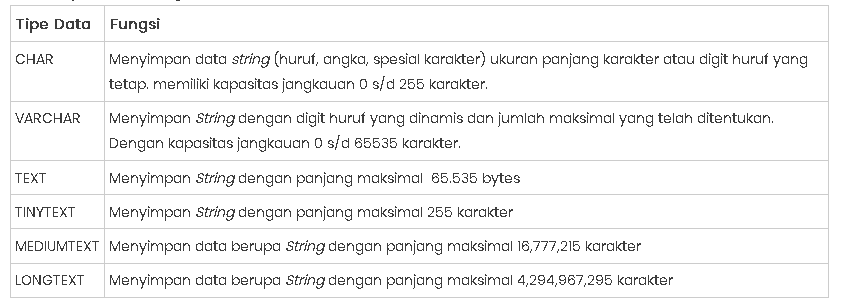 Tipe Data Fungsi
CHAR Menyimpan data string (huruf, angka, spesial karakter) ukuran panjang karakter atau digit huruf yang
tetap. memiliki kapasitas jangkauan 0 s/d 255 karakter.
VARCHAR Menyimpan String dengan digit huruf yang dinamis dan jumlah maksimal yang telah ditentukan.
Dengan kapasitas jangkauan 0 s/d 65535 karakter.
TEXT Menyimpan String dengan panjang maksimal 65.535 bytes
TINYTEXT Menyimpan String dengan panjang maksimal 255 karakter
MEDIUMTEXT Menyimpan data berupa String dengan panjang maksimal 16,777,215 karakter
LONGTEXT Menyimpan data berupa String dengan panjang maksimal 4,294,967,295 karakter